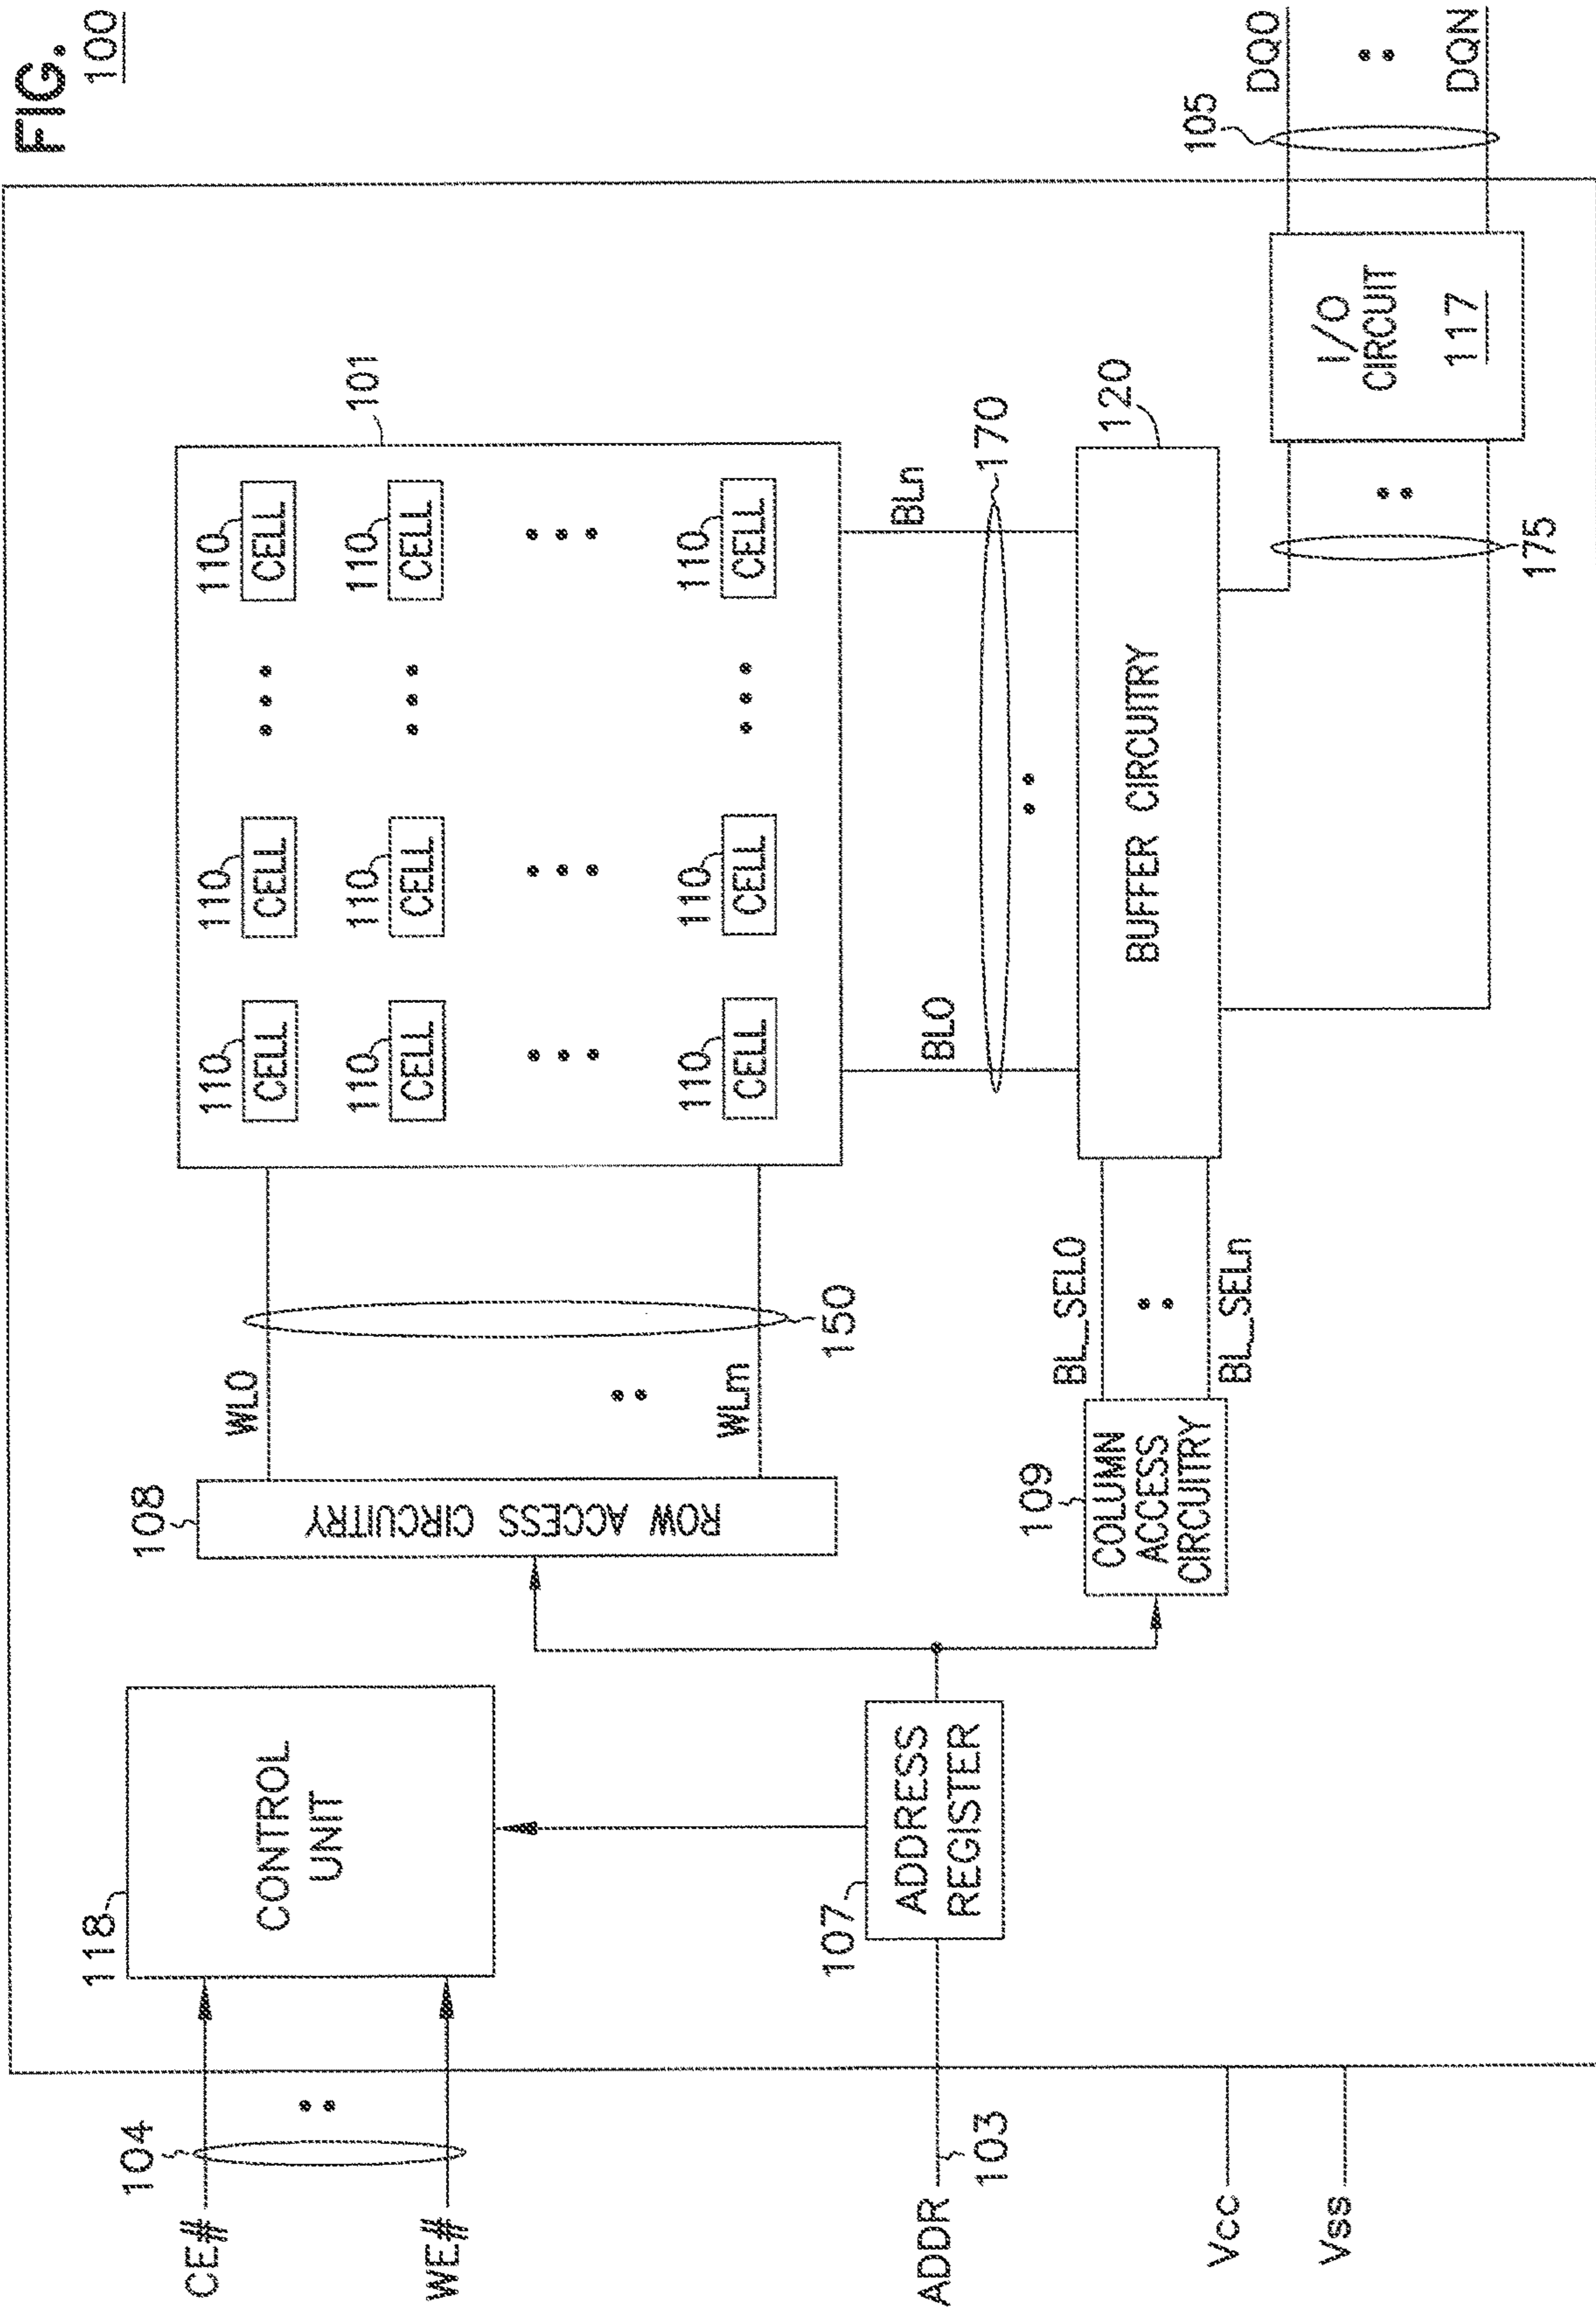 FIG.
100
118
CONTROL
UNIT
104
CE#
WE#
108
ROW ACCESS CIRCUITRY
WL0
WLm
150
101
110
110
110
CELL
CELL
CELL
110
110
110
CELL
CELL
CELL
110
110
110
CELL
CELL
CELL
107
ADDRESS
REGISTER
ADDR
103
BL0
BLn
170
109
COLUMN
ACCESS
CIRCUITRY
BL_SEL0
BL_SELn
120
BUFFER CIRCUITRY
Vcc
Vss
175
I/O
CIRCUIT
117
105
DQ0
DQN